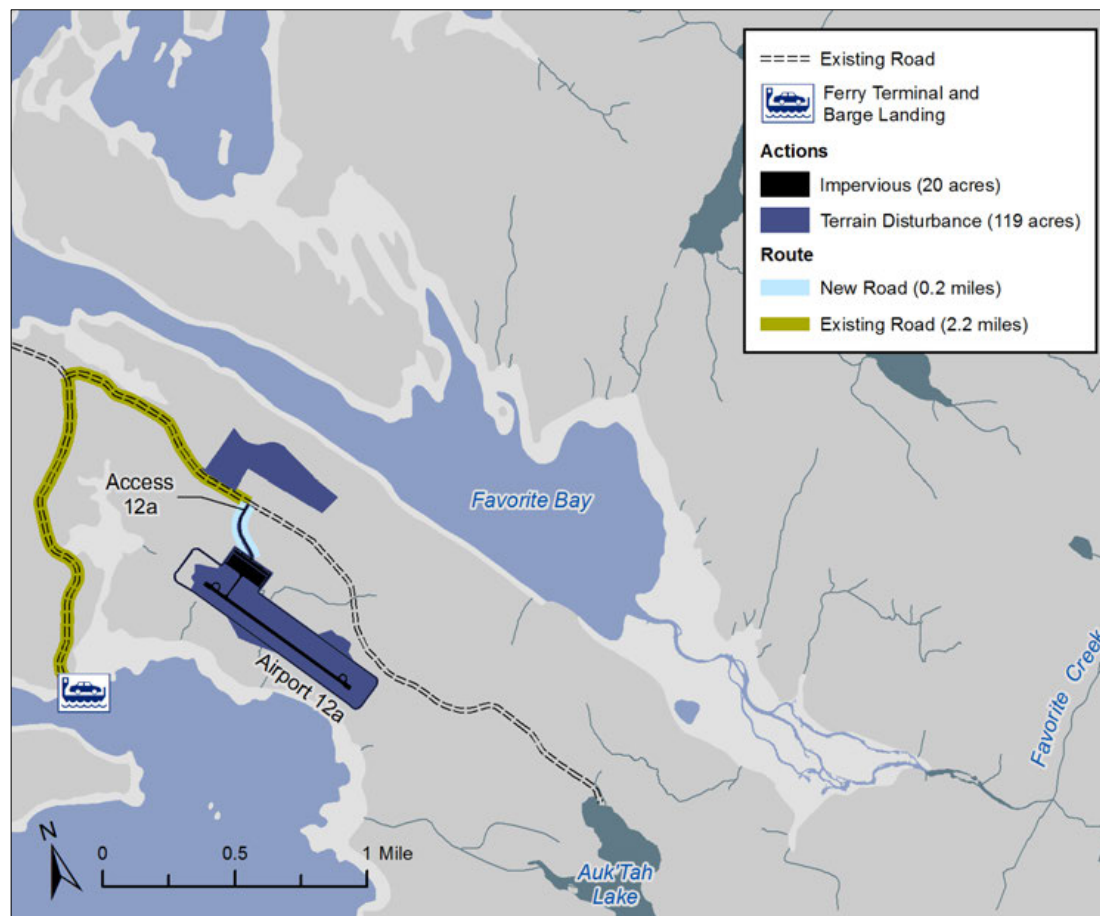 Existing Road
Ferry Terminal and
Barge Landing
Actions
Impervious (20 acres)
Terrain Disturbance (119 acres)
Route
New Road (0.2 miles)
Existing Road (2.2 miles)
Access
12a
Favorite Bay
Airport 12a
Favorite Creek
N
0 0.5 1 Mile
Auk'Tah
Lake